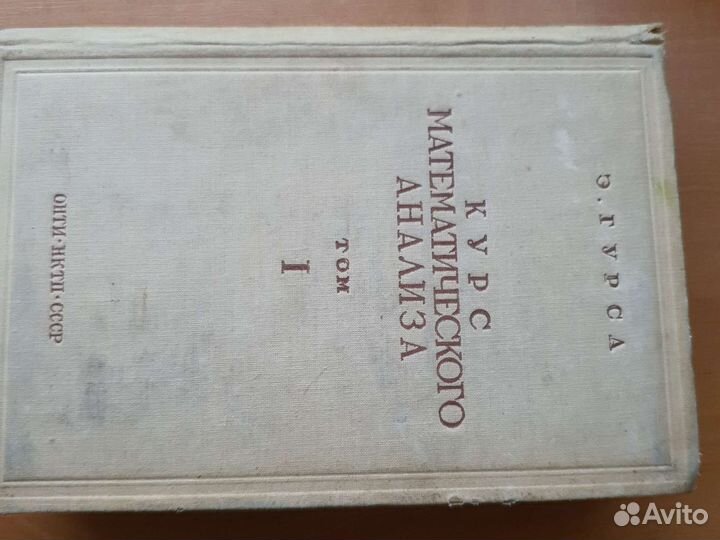 Э. ГУРСА
КУРС
МАТЕМАТИЧЕСКОГО
АНАЛИЗА
ТОМ
I
ОНТИ · НКТП · СССР
Avito